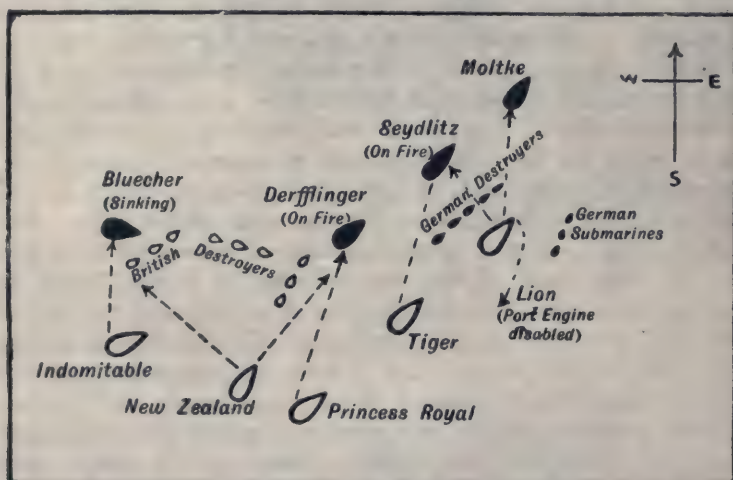 Moltke
W E
S
Seydlitz
(On Fire)
German Destroyers
Bluecher
(Sinking)
Derfflinger
(On Fire)
British Destroyers
German
Submarines
Lion
(Port Engine
disabled)
Tiger
Indomitable
New Zealand
Princess Royal